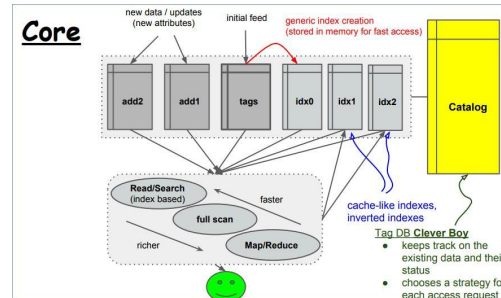 Core
new data / updates
(new attributes)
initial feed
generic index creation
(stored in memory for fast access)
add2
add1
tags
idx0
idx1
idx2
Catalog
Read/Search
(index based)
faster
full scan
richer
Map/Reduce
cache-like indexes,
inverted indexes
Tag DB Clever Boy
● keeps track on the
existing data and thei
status
● chooses a strategy fo
each access request